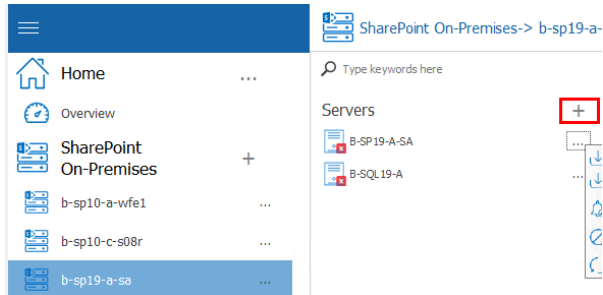 SharePoint On-Premises-> b-sp19-a-
Home
...
Overview
SharePoint
On-Premises
+
b-sp10-a-wfe1
...
b-sp10-c-s08r
...
b-sp19-a-sa
...
Type keywords here
Servers
+
B-SP19-A-SA
...
B-SQL19-A
...